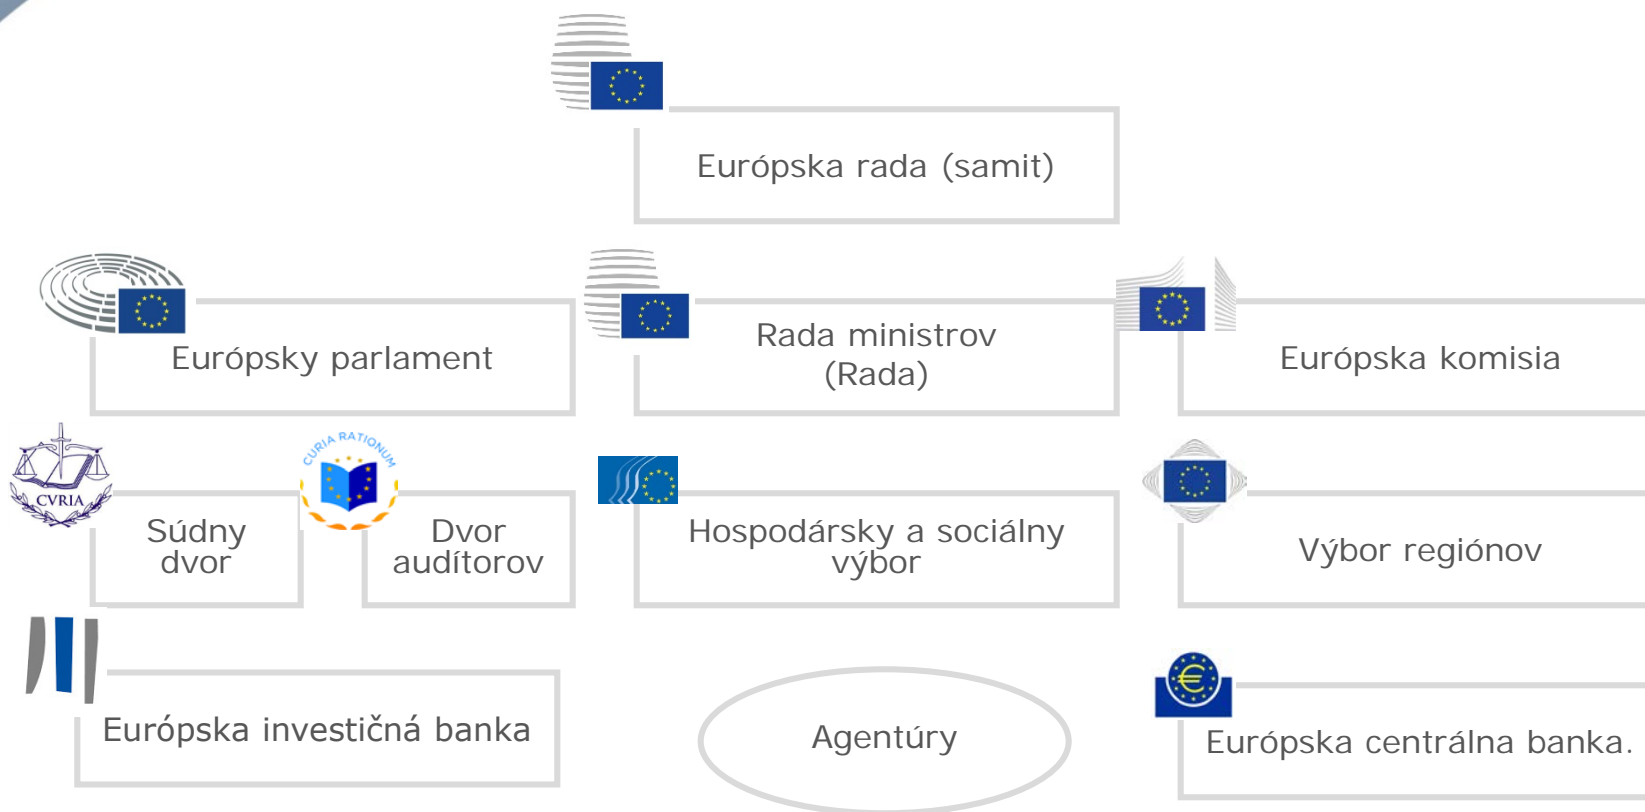 Európska rada (samit)
Európsky parlament
Rada ministrov
(Rada)
Európska komisia
CVRIA
Súdny
dvor
CURIA RATIONUM
Dvor
audítorov
Hospodársky a sociálny
výbor
Výbor regiónov
Európska investičná banka
Agentúry
€
Európska centrálna banka.